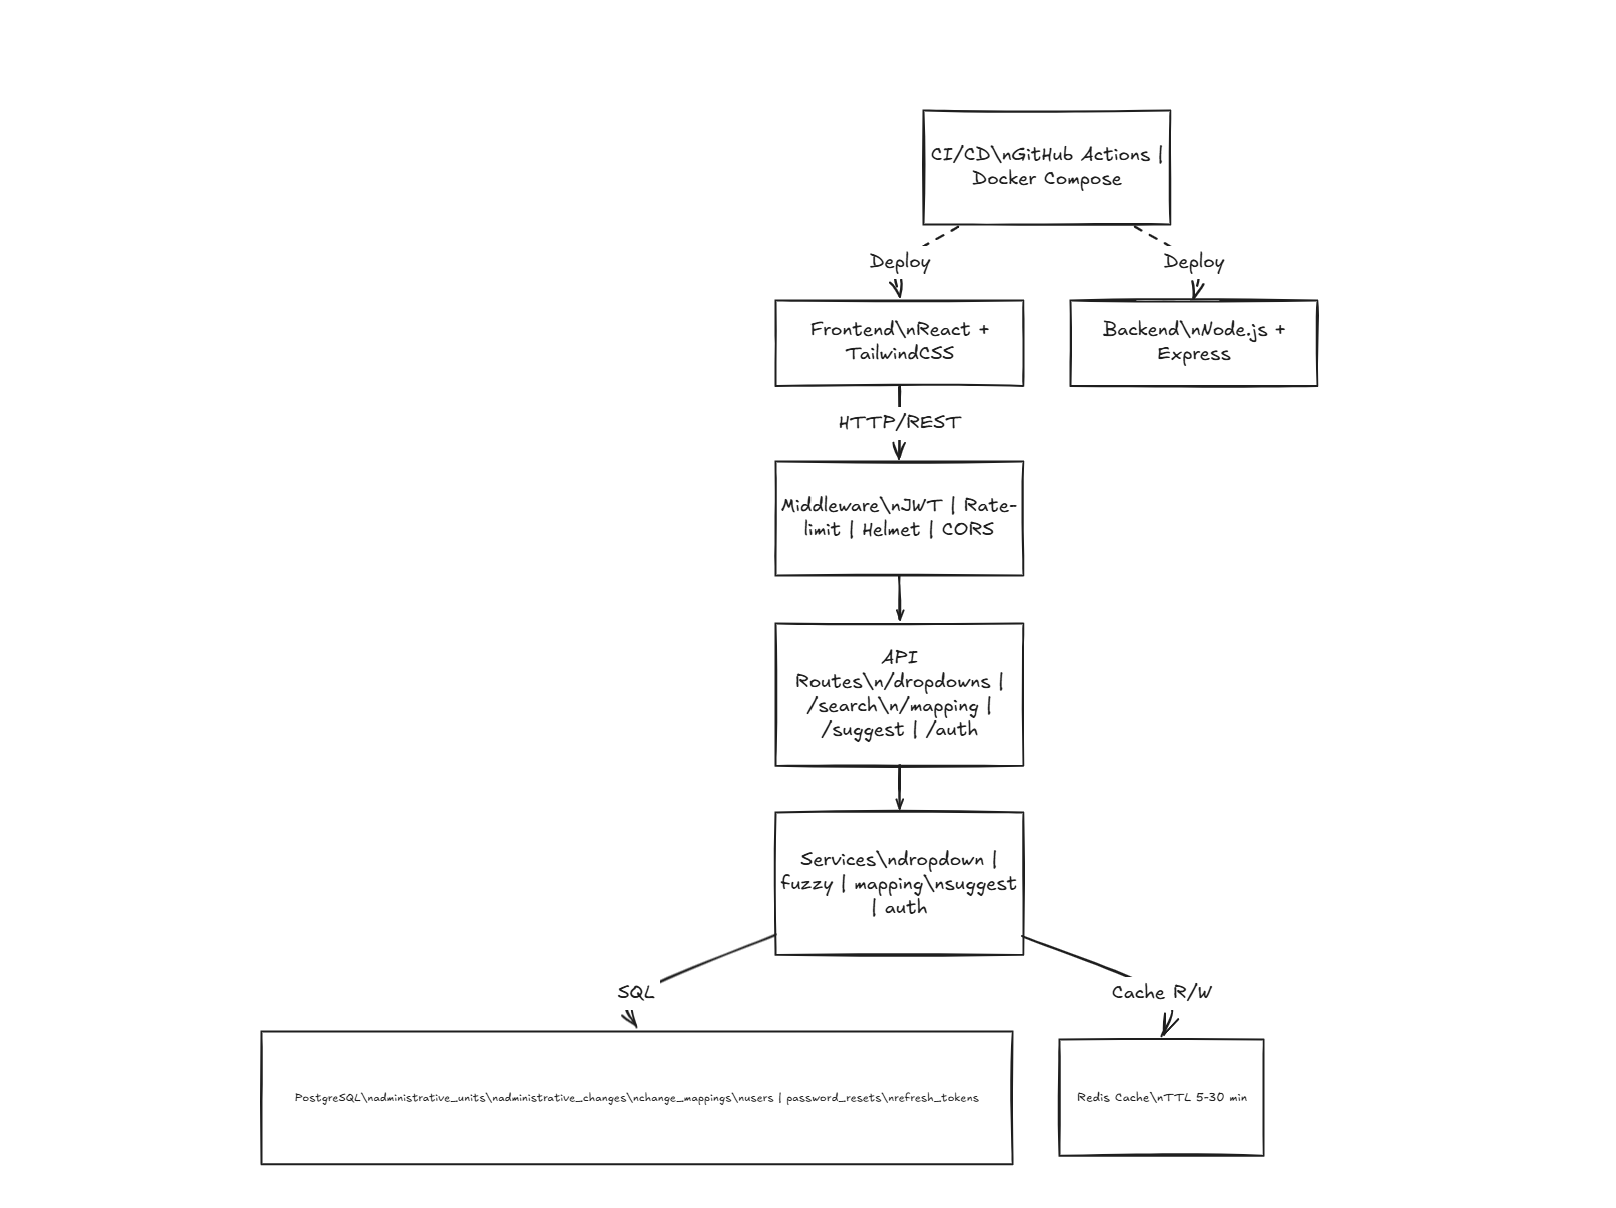 CI/CD\nGitHub Actions |
Docker Compose
Deploy
Deploy
Frontend\nReact +
TailwindCSS
Backend\nNode.js +
Express
HTTP/REST
Middleware\nJWT | Rate-
limit | Helmet | CORS
API
Routes\n/dropdowns |
/search\n/mapping |
/suggest | /auth
Services\ndropdown |
fuzzy | mapping\nsuggest
| auth
SQL
Cache R/W
PostgreSQL\nadministrative_units\nadministrative_changes\nchange_mappings\nusers | password_resets\nrefresh_tokens
Redis Cache\nTTL 5-30 min